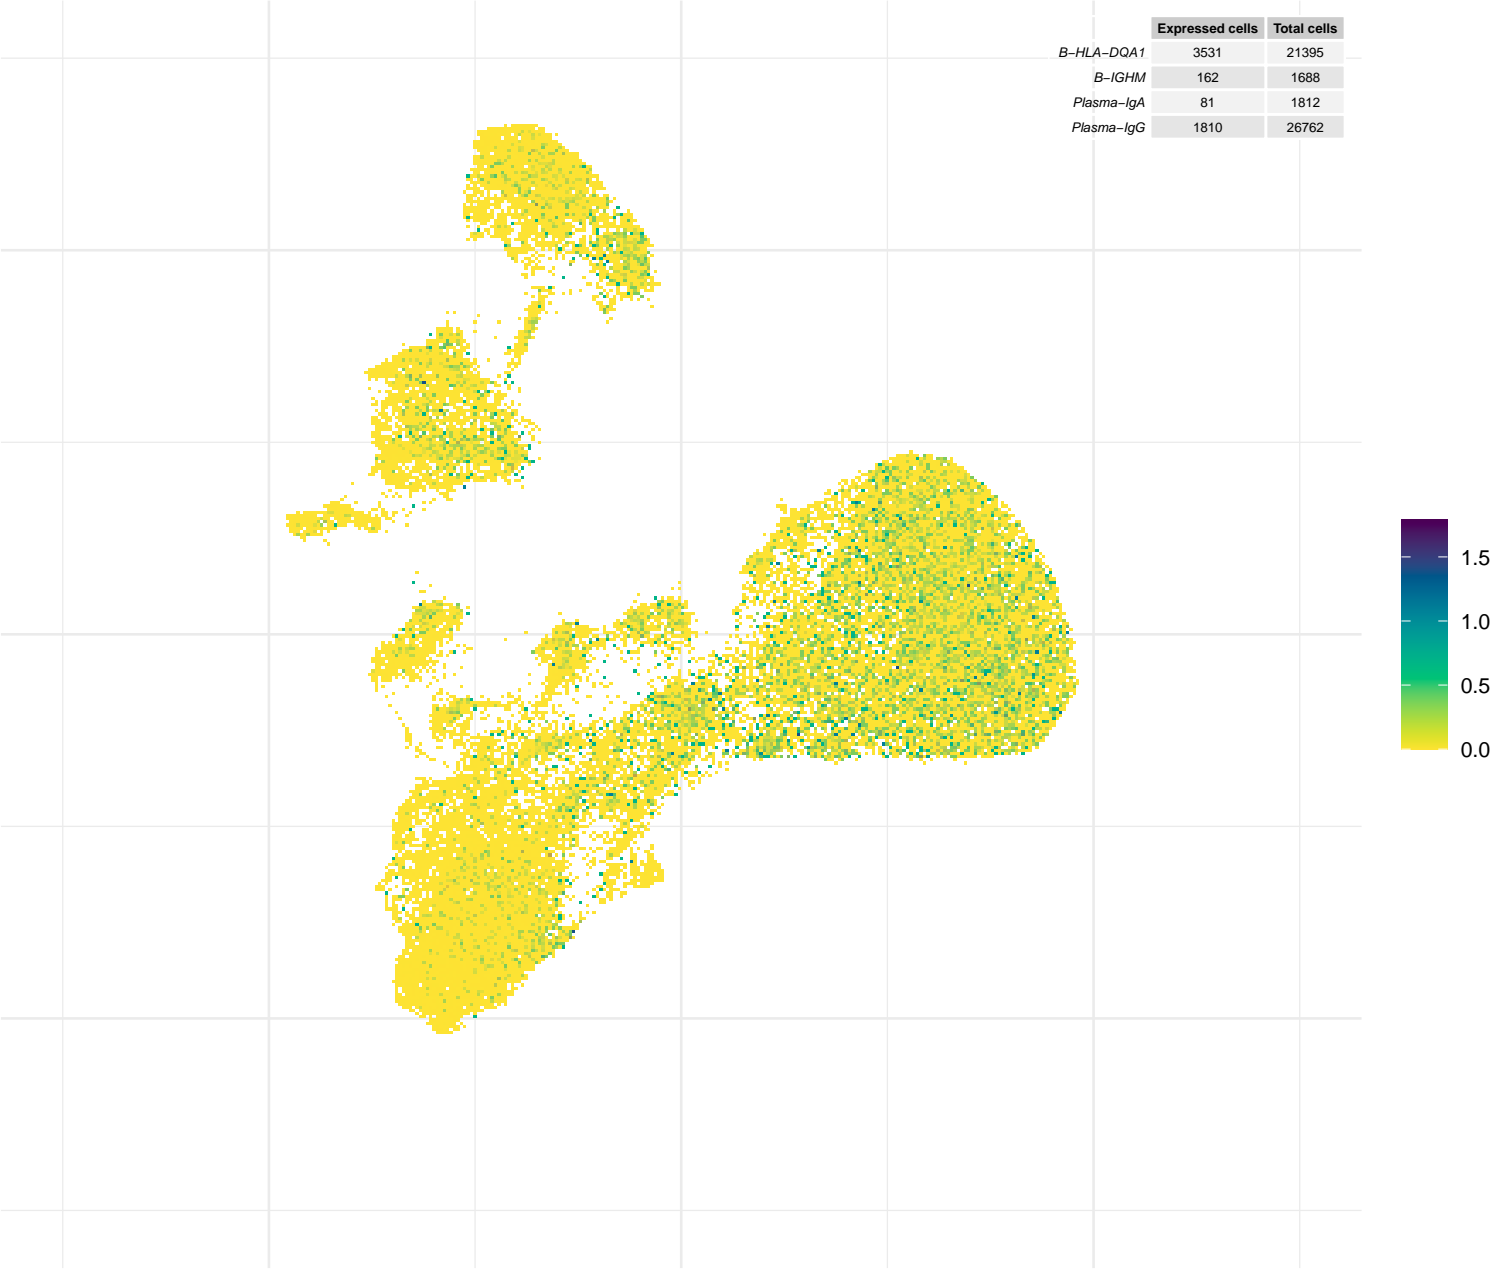 Expressed cells Total cells
B−HLA−DQA1 3531 21395
B−IGHM 162 1688
Plasma−IgA 81 1812
Plasma−IgG 1810 26762
1.5
1.0
0.5
0.0